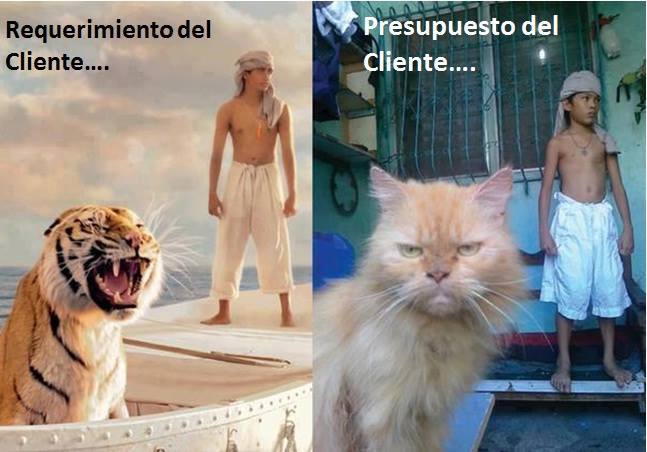 Requerimiento del
Cliente....
Presupuesto del
Cliente....